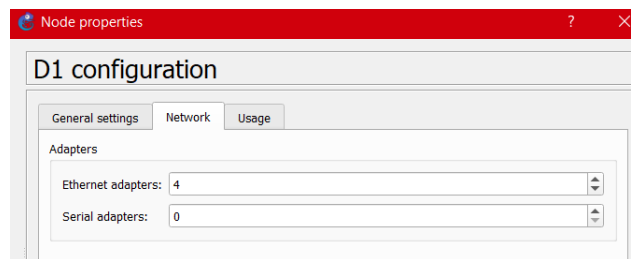 Node properties ?
D1 configuration
General settings Network Usage
Adapters
Ethernet adapters: 4
Serial adapters: 0